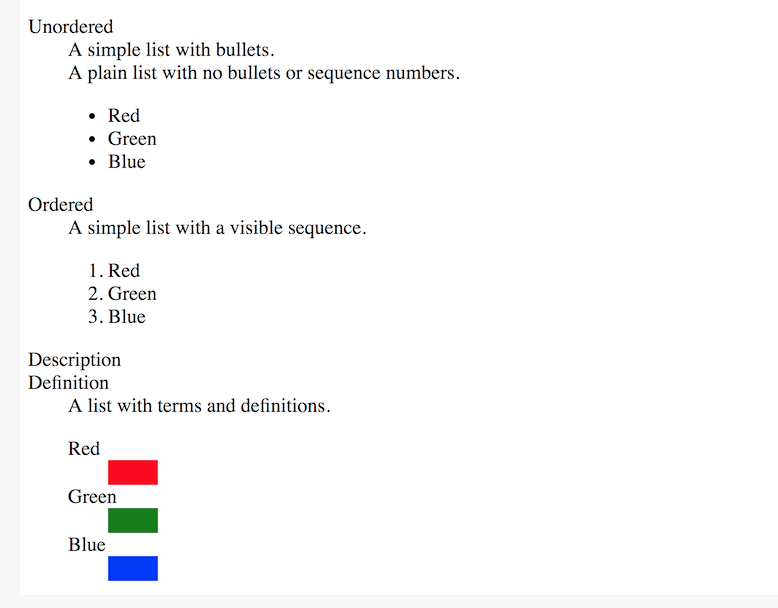 Unordered
A simple list with bullets.
A plain list with no bullets or sequence numbers.
• Red
• Green
• Blue
Ordered
A simple list with a visible sequence.
1. Red
2. Green
3. Blue
Description
Definition
A list with terms and definitions.
Red
Green
Blue